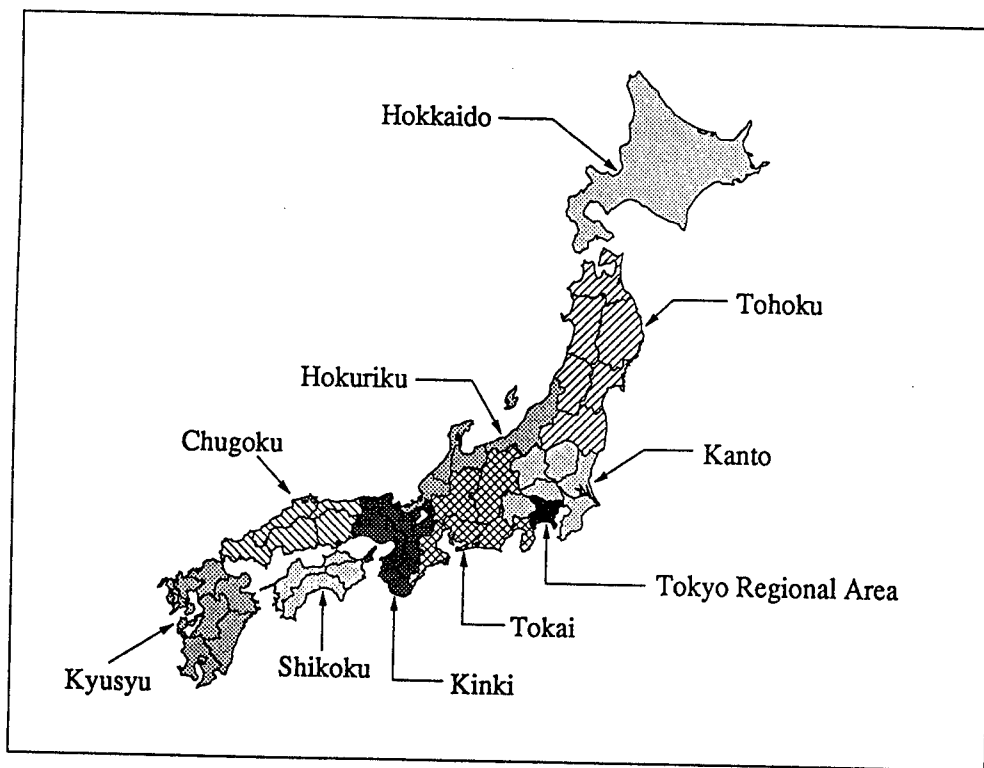 Hokkaido
Tohoku
Hokuriku
Chugoku
Kanto
Tokyo Regional Area
Tokai
Shikoku
Kyusyu
Kinki